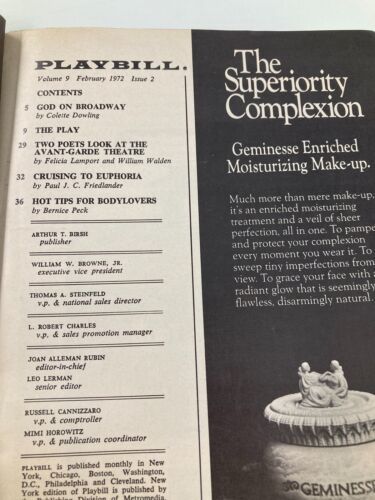 PLAYBILL.
Volume 9 February 1972 Issue 2
CONTENTS
5 GOD ON BROADWAY
by Colette Dowling
9 THE PLAY
29 TWO POETS LOOK AT THE
AVANT-GARDE THEATRE
by Felicia Lamport and William Walden
32 CRUISING TO EUPHORIA
by Paul J. C. Friedlander
36 HOT TIPS FOR BODYLOVERS
by Bernice Peck
ARTHUR T. BIRSH
publisher
WILLIAM W. BROWNE, JR.
executive vice president
THOMAS A. STEINFELD
v.p. & national sales director
L. ROBERT CHARLES
v.p. & sales promotion manager
JOAN ALLEMAN RUBIN
editor-in-chief
LEO LERMAN
senior editor
RUSSELL CANNIZZARO
v.p. & comptroller
MIMI HOROWITZ
v.p. & publication coordinator
PLAYBILL is published monthly in New
York, Chicago, Boston, Washington,
D.C., Philadelphia and Cleveland. New
York edition of Playbill is published by
Publishing Division of Metromedia,
The
Superiority
Complexion
Geminesse Enriched
Moisturizing Make-up.
Much more than mere make-up,
it's an enriched moisturizing
treatment and a veil of sheer
perfection, all in one. To pampe
and protect your complexion
every moment you wear it. To
sweep tiny imperfections from
view. To grace your face with a
radiant glow that is seemingly
flawless, disarmingly natural.
GEMINESSE